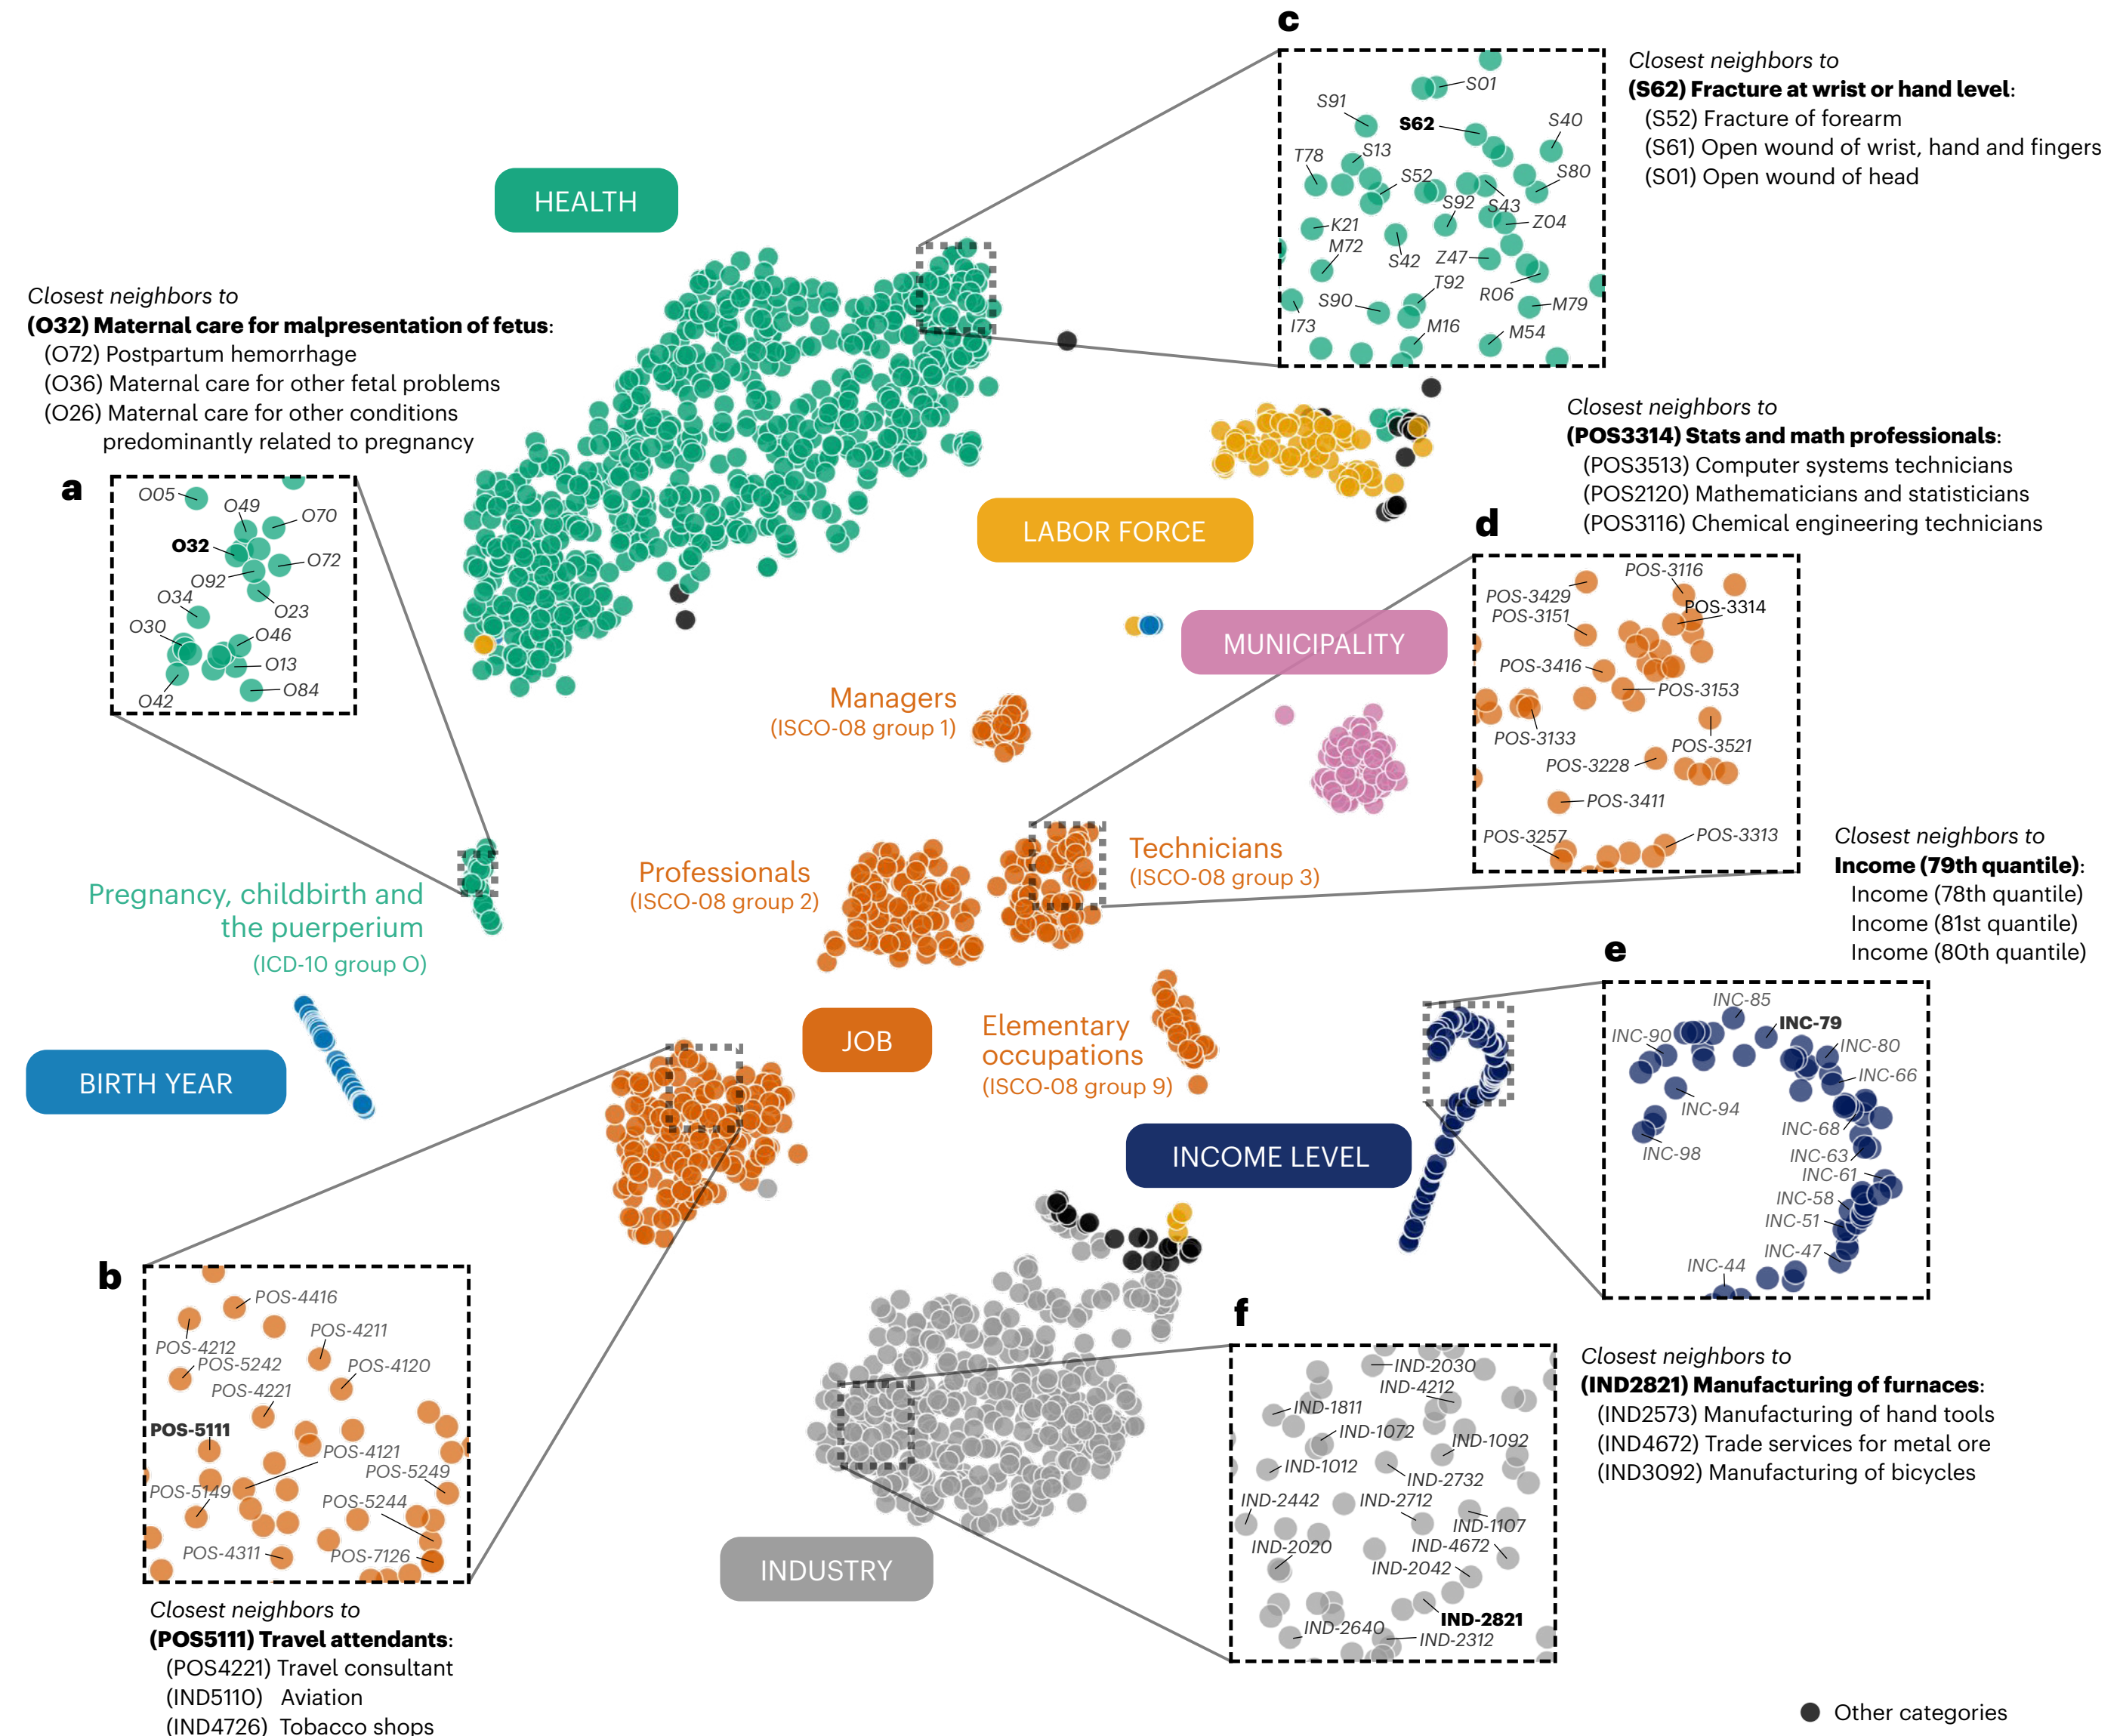 c
Closest neighbors to
(S62) Fracture at wrist or hand level:
(S52) Fracture of forearm
(S61) Open wound of wrist, hand and fingers
(S01) Open wound of head
S01
S91
S62
S40
T78
S13
S52
S80
S92
S43
K21
Z04
M72
S42
Z47
T92
R06
S90
M79
I73
M16
M54
HEALTH
Closest neighbors to
(O32) Maternal care for malpresentation of fetus:
(O72) Postpartum hemorrhage
(O36) Maternal care for other fetal problems
(O26) Maternal care for other conditions
predominantly related to pregnancy
a
O05
O49
O70
O32
O72
O92
O34
O23
O30
O46
O13
O84
O42
LABOR FORCE
MUNICIPALITY
Closest neighbors to
(POS3314) Stats and math professionals:
(POS3513) Computer systems technicians
(POS2120) Mathematicians and statisticians
(POS3116) Chemical engineering technicians
d
POS-3116
POS-3429
POS-3314
POS-3151
POS-3416
POS-3153
POS-3133
POS-3521
POS-3228
POS-3411
POS-3257
POS-3313
Managers
(ISCO-08 group 1)
Professionals
(ISCO-08 group 2)
Technicians
(ISCO-08 group 3)
Pregnancy, childbirth and
the puerperium
(ICD-10 group O)
BIRTH YEAR
JOB
Elementary
occupations
(ISCO-08 group 9)
INCOME LEVEL
Closest neighbors to
Income (79th quantile):
Income (78th quantile)
Income (81st quantile)
Income (80th quantile)
e
INC-85
INC-79
INC-90
INC-80
INC-66
INC-94
INC-68
INC-98
INC-63
INC-61
INC-58
INC-51
INC-47
INC-44
b
POS-4416
POS-4212
POS-4211
POS-5242
POS-4120
POS-4221
POS-5111
POS-4121
POS-5249
POS-5149
POS-5244
POS-4311
POS-7126
Closest neighbors to
(POS5111) Travel attendants:
(POS4221) Travel consultant
(IND5110) Aviation
(IND4726) Tobacco shops
INDUSTRY
f
IND-2030
IND-4212
IND-1811
IND-1072
IND-1092
IND-1012
IND-2732
IND-2442
IND-2712
IND-1107
IND-2020
IND-4672
IND-2042
IND-2821
IND-2640
IND-2312
Closest neighbors to
(IND2821) Manufacturing of furnaces:
(IND2573) Manufacturing of hand tools
(IND4672) Trade services for metal ore
(IND3092) Manufacturing of bicycles
Other categories